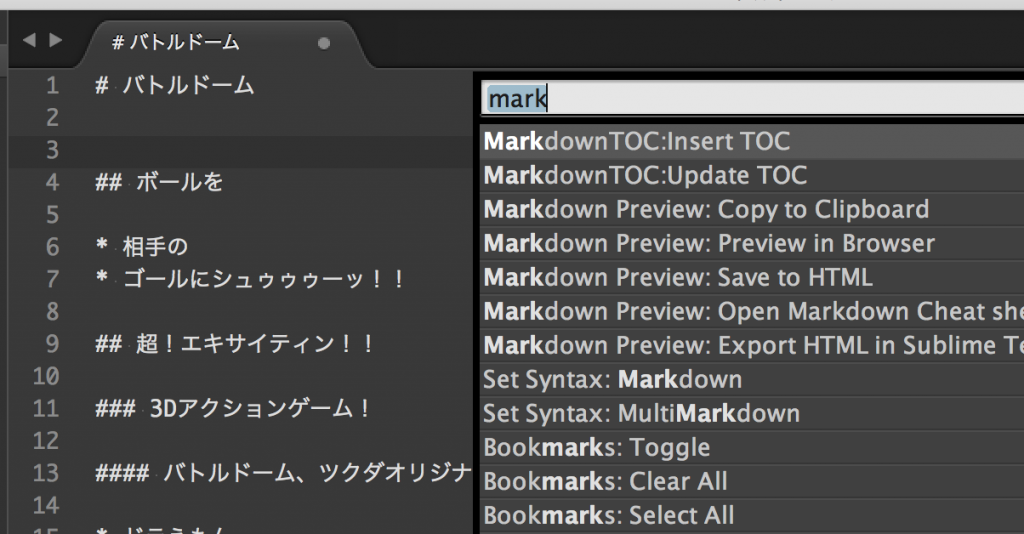 # バトルドーム
1 # バトルドーム
2
3
4 ## ボールを
5
6 * 相手の
7 * ゴールにシュゥゥゥーッ！！
8
9 ## 超！エキサイティン！！
10
11 ### 3Dアクションゲーム！
12
13 #### バトルドーム、ツクダオリジナ
14
mark
MarkdownTOC:Insert TOC
MarkdownTOC:Update TOC
Markdown Preview: Copy to Clipboard
Markdown Preview: Preview in Browser
Markdown Preview: Save to HTML
Markdown Preview: Open Markdown Cheat she
Markdown Preview: Export HTML in Sublime Te
Set Syntax: Markdown
Set Syntax: MultiMarkdown
Bookmarks: Toggle
Bookmarks: Clear All
Bookmarks: Select All